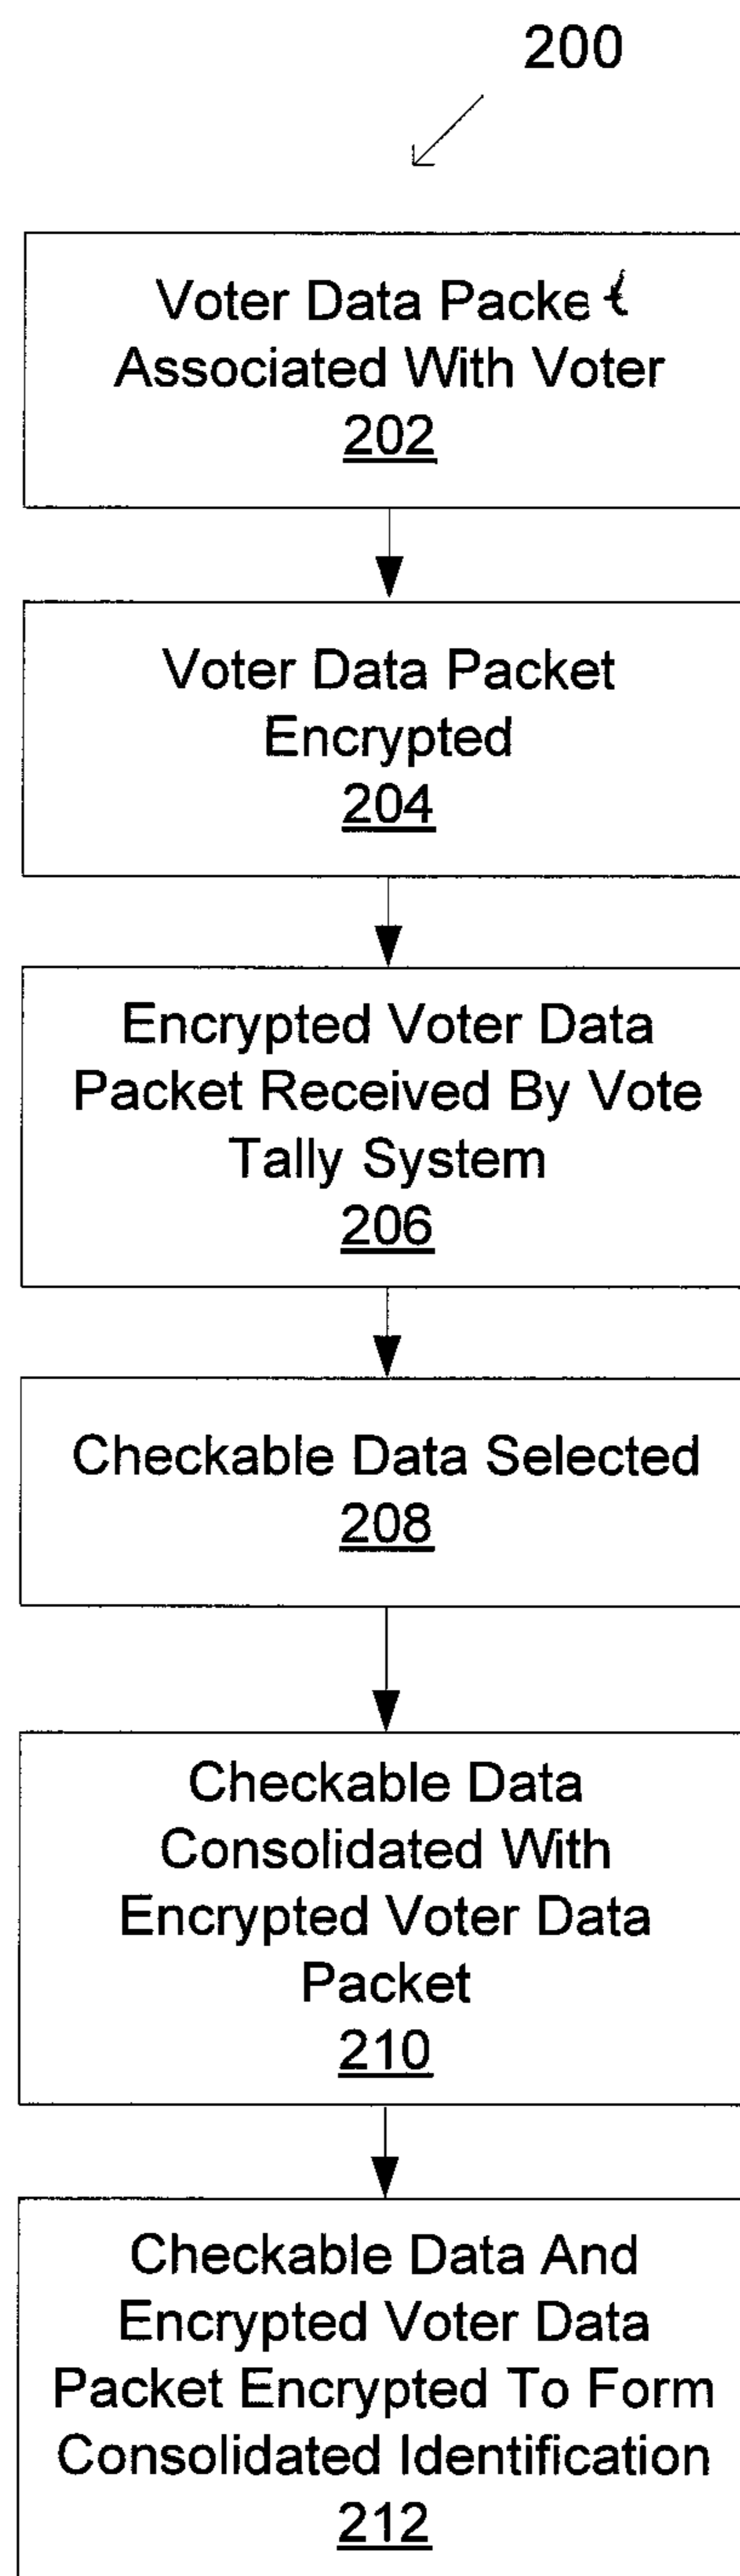 200
Voter Data Packet
Associated With Voter
202
Voter Data Packet
Encrypted
204
Encrypted Voter Data
Packet Received By Vote
Tally System
206
Checkable Data Selected
208
Checkable Data
Consolidated With
Encrypted Voter Data
Packet
210
Checkable Data And
Encrypted Voter Data
Packet Encrypted To Form
Consolidated Identification
212